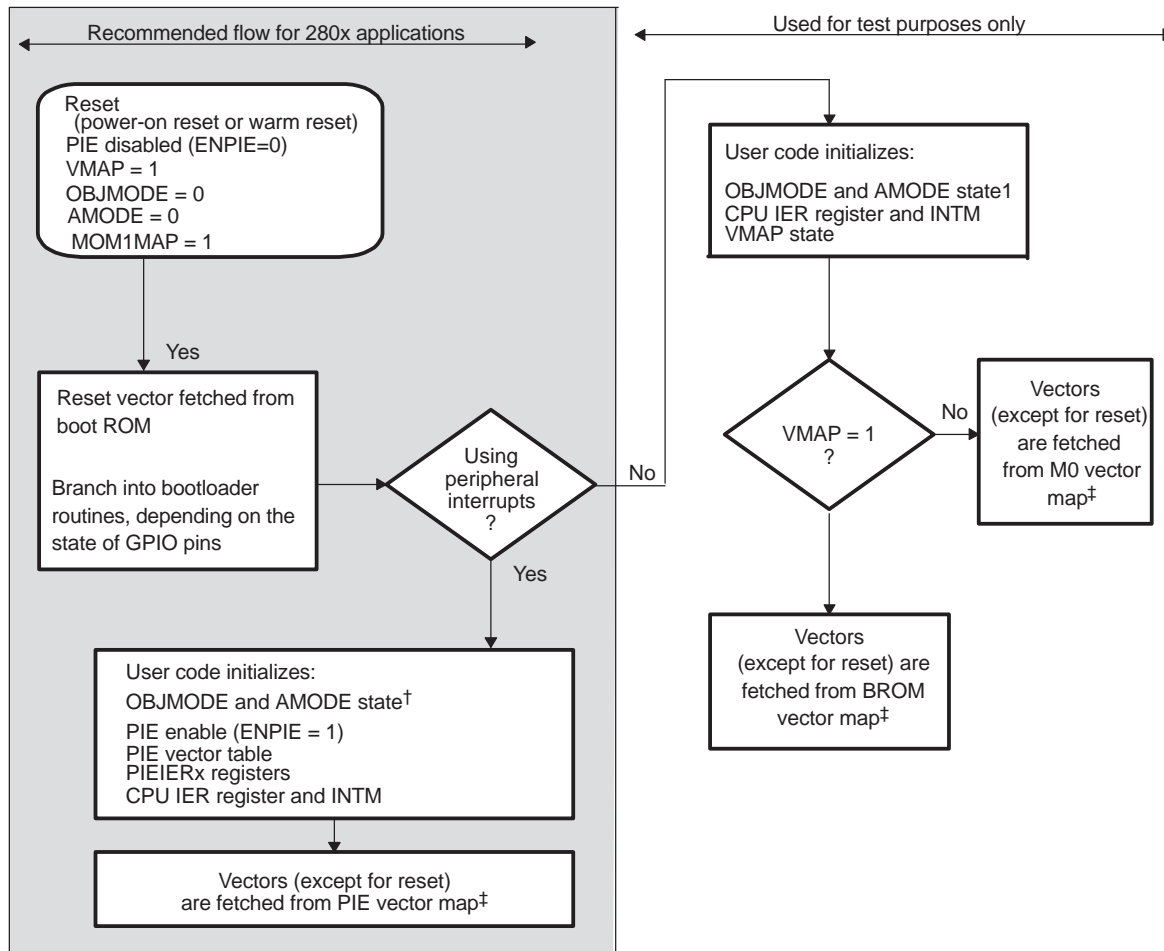 Recommended flow for 280x applications
Used for test purposes only
Reset
(power-on reset or warm reset)
PIE disabled (ENPIE=0)
VMAP = 1
OBJMODE = 0
AMODE = 0
MOM1MAP = 1
Yes
Reset vector fetched from
boot ROM
Branch into bootloader
routines, depending on the
state of GPIO pins
Using
peripheral
interrupts
?
No
Yes
User code initializes:
OBJMODE and AMODE state†
PIE enable (ENPIE = 1)
PIE vector table
PIEIERx registers
CPU IER register and INTM
Vectors (except for reset)
are fetched from PIE vector map‡
User code initializes:
OBJMODE and AMODE state1
CPU IER register and INTM
VMAP state
VMAP = 1
?
No
Vectors
(except for reset)
are fetched
from M0 vector
map‡
Vectors
(except for reset) are
fetched from BROM
vector map‡